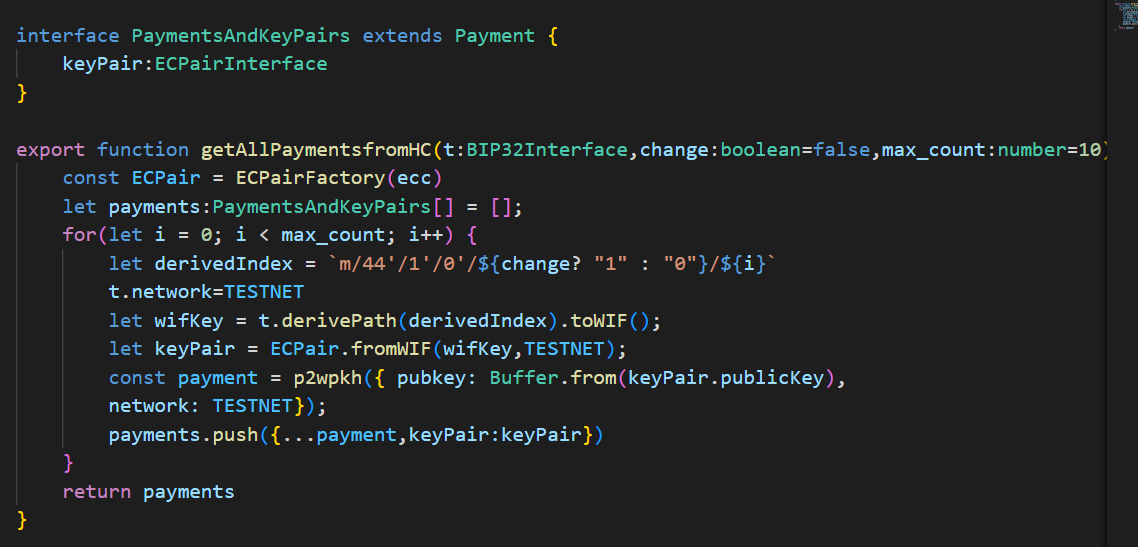 interface PaymentsAndKeyPairs extends Payment {
    keyPair:ECPairInterface
}

export function getAllPaymentsfromHC(t:BIP32Interface,change:boolean=false,max_count:number=10)
    const ECPair = ECPairFactory(ecc)
    let payments:PaymentsAndKeyPairs[] = [];
    for(let i = 0; i < max_count; i++) {
        let derivedIndex = `m/44'/1'/0'/${change? "1" : "0"}/${i}`
        t.network=TESTNET
        let wifKey = t.derivePath(derivedIndex).toWIF();
        let keyPair = ECPair.fromWIF(wifKey,TESTNET);
        const payment = p2wpkh({ pubkey: Buffer.from(keyPair.publicKey),
        network: TESTNET});
        payments.push({...payment,keyPair:keyPair})
    }
    return payments
}